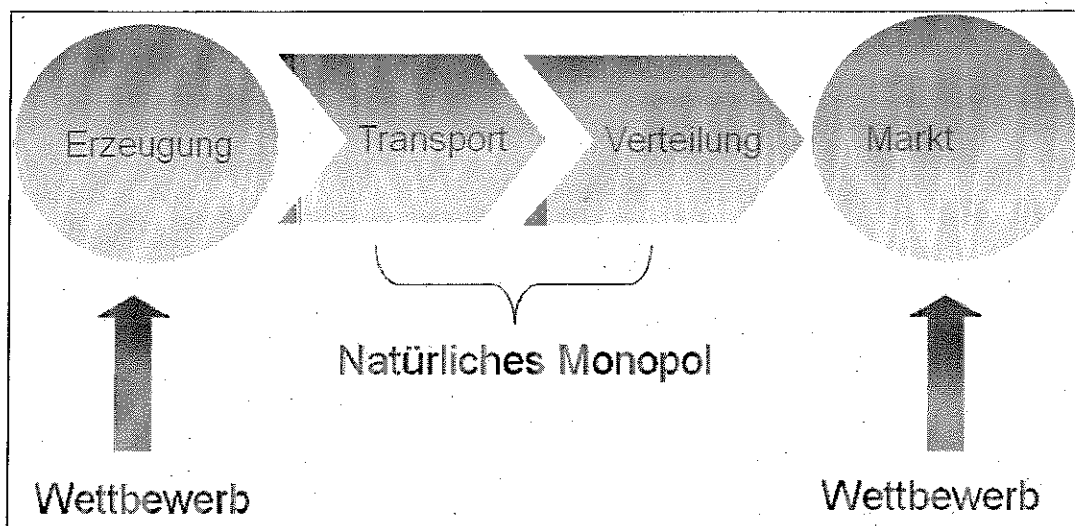 Erzeugung
Transport
Verteilung
Markt
Natürliches Monopol
Wettbewerb
Wettbewerb